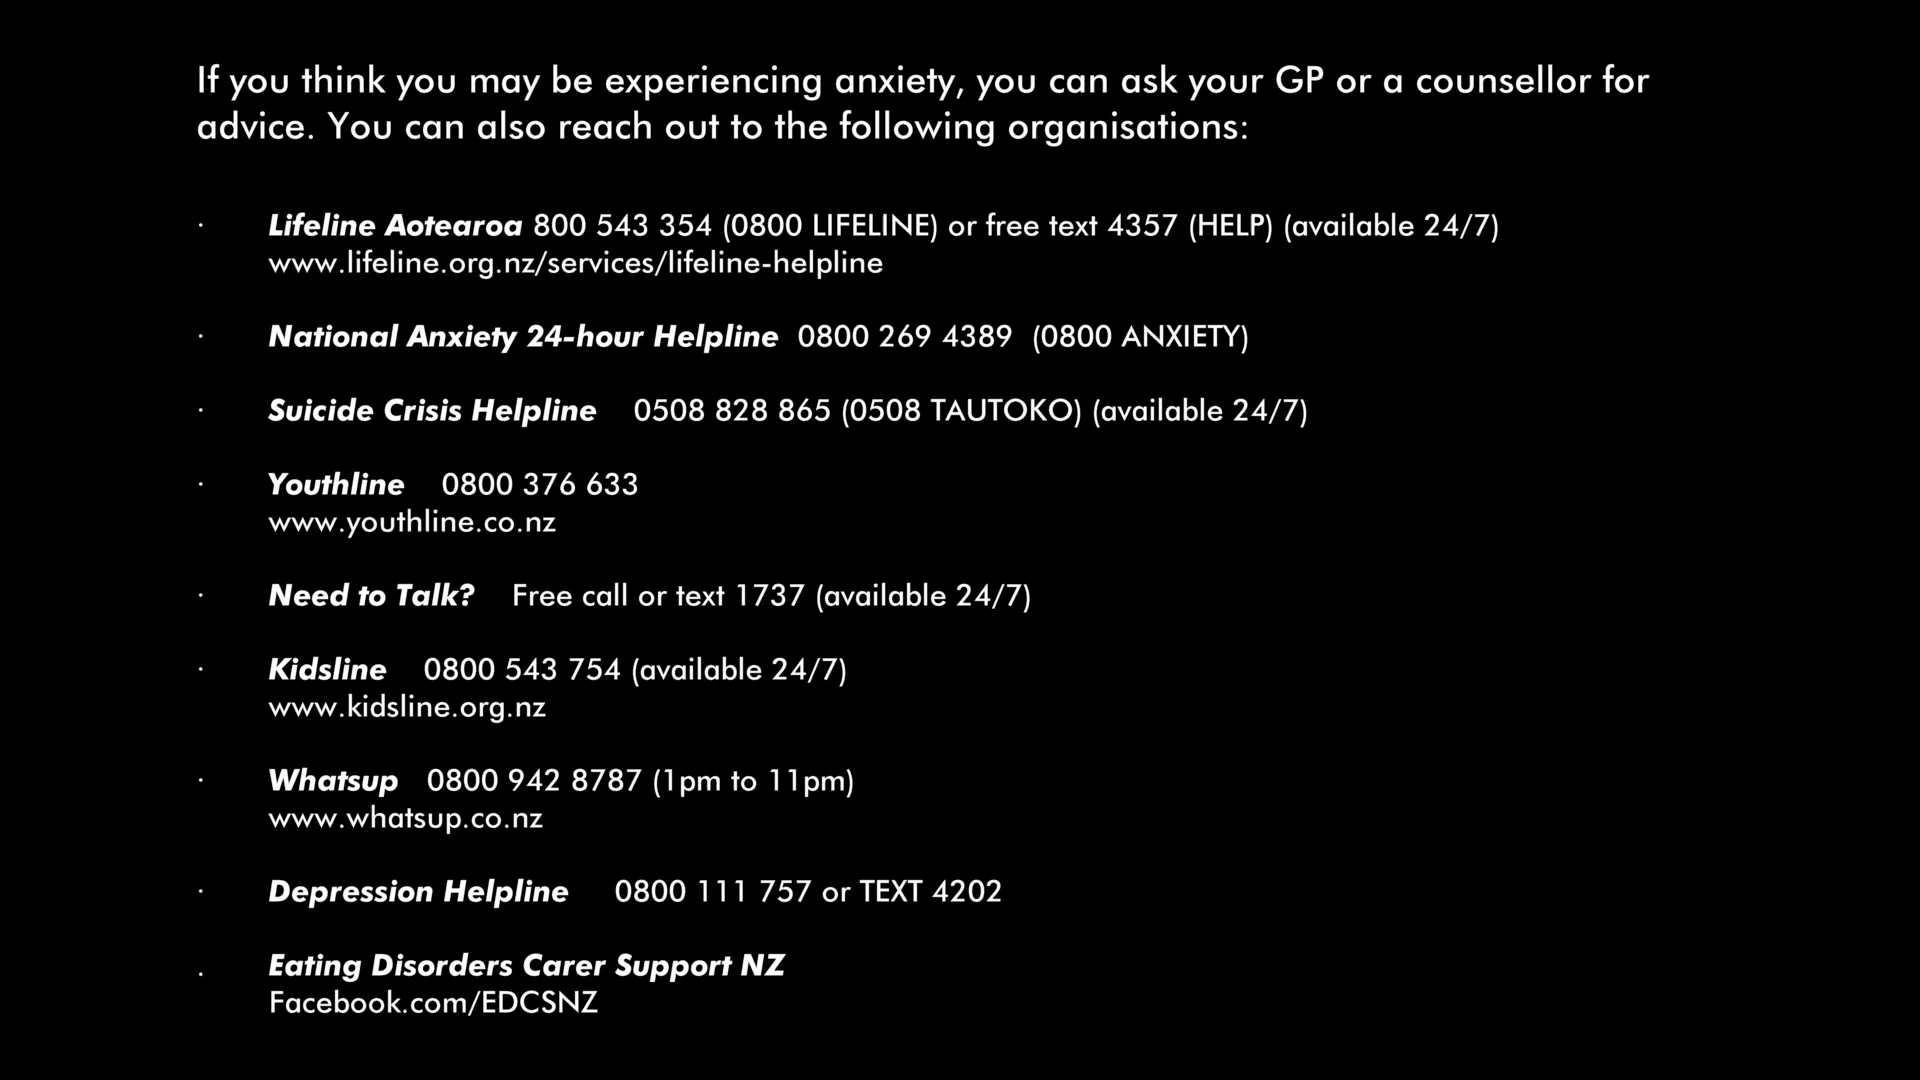 If you think you may be experiencing anxiety, you can ask your GP or a counsellor for
advice. You can also reach out to the following organisations:
· Lifeline Aotearoa 800 543 354 (0800 LIFELINE) or free text 4357 (HELP) (available 24/7)
www.lifeline.org.nz/services/lifeline-helpline
· National Anxiety 24-hour Helpline 0800 269 4389 (0800 ANXIETY)
· Suicide Crisis Helpline 0508 828 865 (0508 TAUTOKO) (available 24/7)
· Youthline 0800 376 633
www.youthline.co.nz
· Need to Talk? Free call or text 1737 (available 24/7)
· Kidsline 0800 543 754 (available 24/7)
www.kidsline.org.nz
· Whatsup 0800 942 8787 (1pm to 11pm)
www.whatsup.co.nz
· Depression Helpline 0800 111 757 or TEXT 4202
. Eating Disorders Carer Support NZ
Facebook.com/EDCSNZ